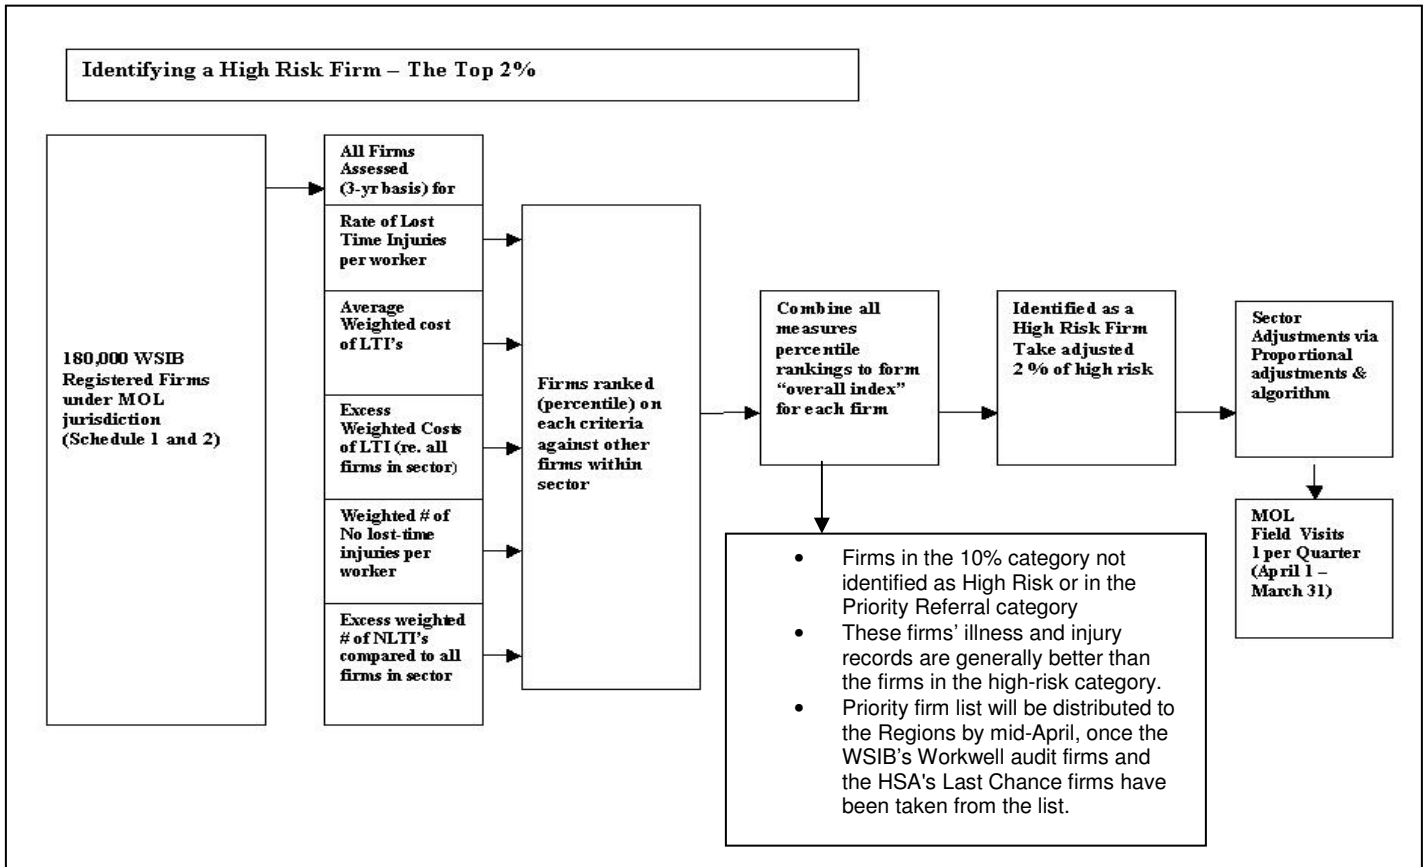 Identifying a High Risk Firm – The Top 2%
180,000 WSIB
Registered Firms
under MOL
jurisdiction
(Schedule 1 and 2)
All Firms
Assessed
(3-yr basis) for
Rate of Lost
Time Injuries
per worker
Average
Weighted cost
of LTI's
Excess
Weighted Costs
of LTI (re. all
firms in sector)
Weighted # of
No lost-time
injuries per
worker
Excess weighted
# of NLTI's
compared to all
firms in sector
Firms ranked
(percentile) on
each criteria
against other
firms within
sector
Combine all
measures
percentile
rankings to form
“overall index”
for each firm
Identified as a
High Risk Firm
Take adjusted
2 % of high risk
Sector
Adjustments via
Proportional
adjustments &
algorithm
MOL
Field Visits
1 per Quarter
(April 1 –
March 31)
• Firms in the 10% category not
identified as High Risk or in the
Priority Referral category
• These firms’ illness and injury
records are generally better than
the firms in the high-risk category.
• Priority firm list will be distributed to
the Regions by mid-April, once the
WSIB’s Workwell audit firms and
the HSA's Last Chance firms have
been taken from the list.